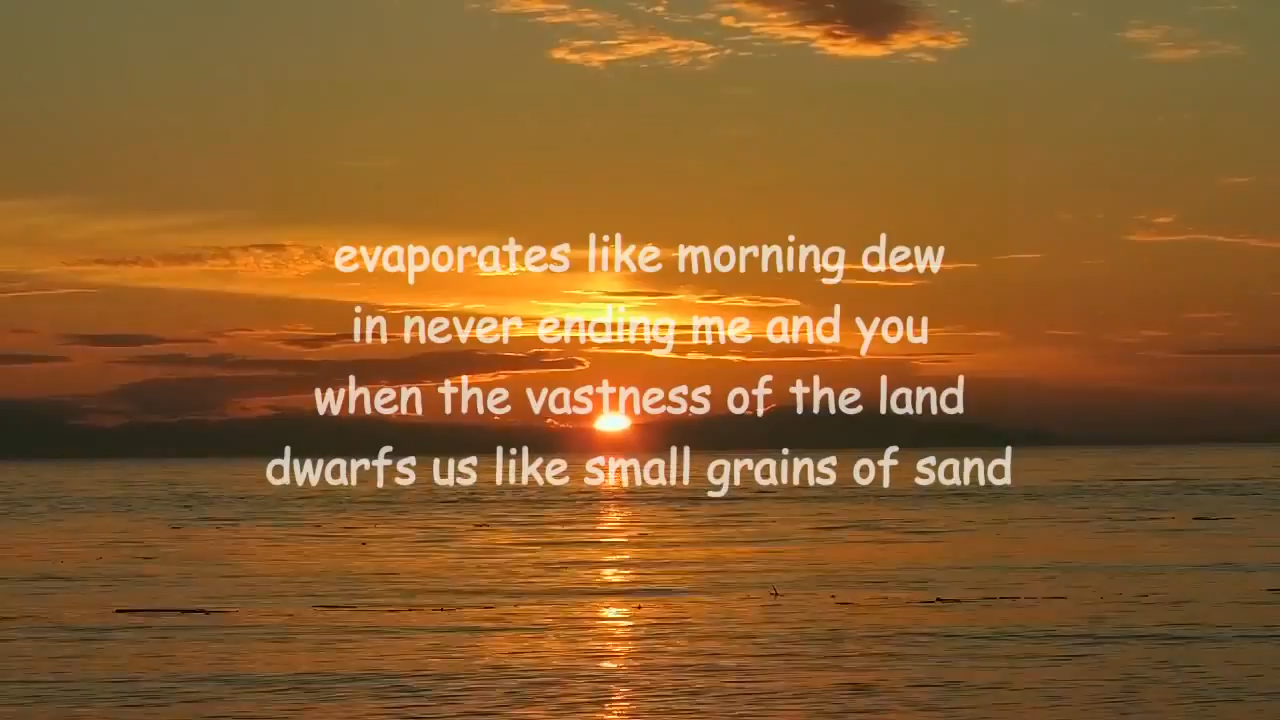 evaporates like morning dew
in never ending me and you
when the vastness of the land
dwarfs us like small grains of sand